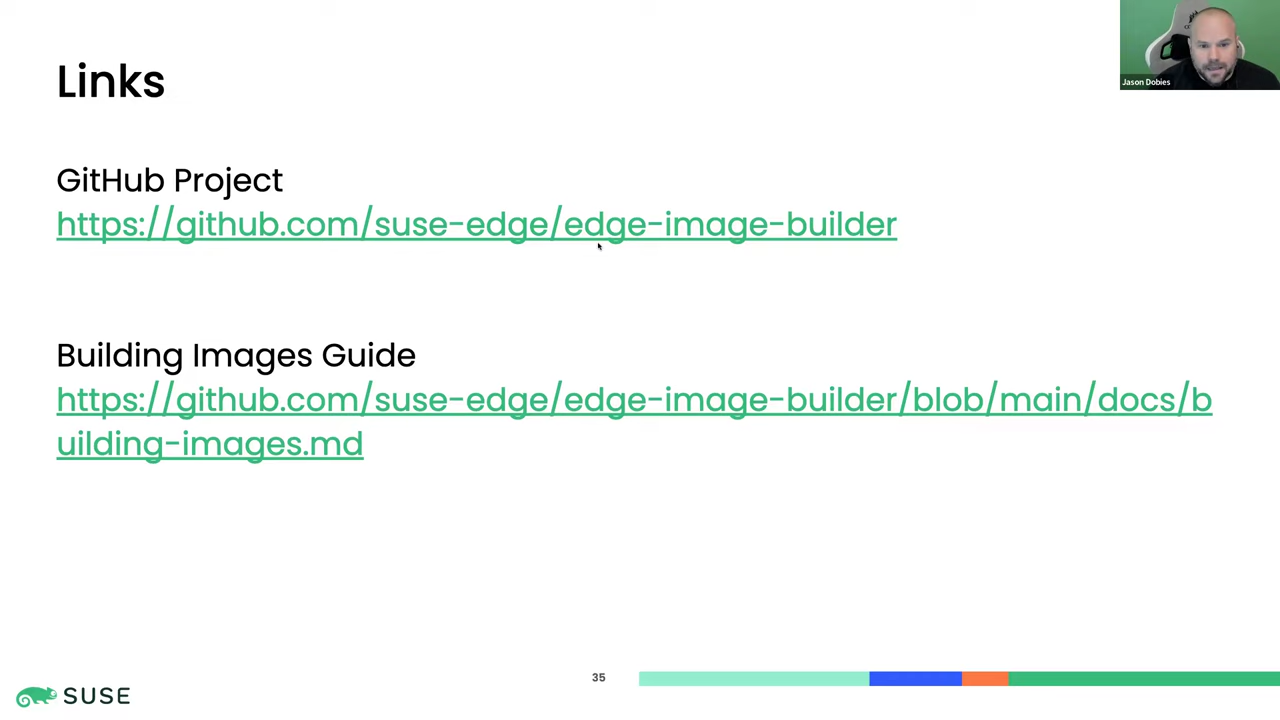 Links
Jason Dobies
GitHub Project
https://github.com/suse-edge/edge-image-builder
Building Images Guide
https://github.com/suse-edge/edge-image-builder/blob/main/docs/b
uilding-images.md
35
SUSE